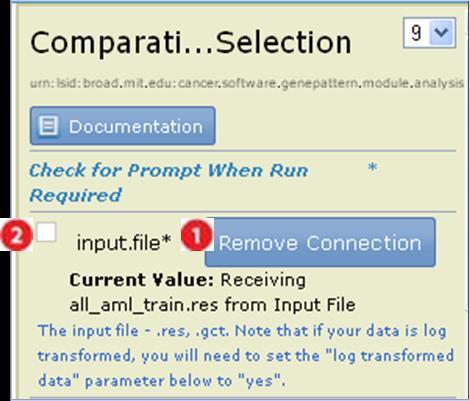 Comparati...Selection 9
urn:lsid:broad.mit.edu:cancer.software.genepattern.module.analysis
Documentation
Check for Prompt When Run *
Required
2 input.file* 1 Remove Connection
Current Value: Receiving
all_aml_train.res from Input File
The input file - .res, .gct. Note that if your data is log
transformed, you will need to set the "log transformed
data" parameter below to "yes".